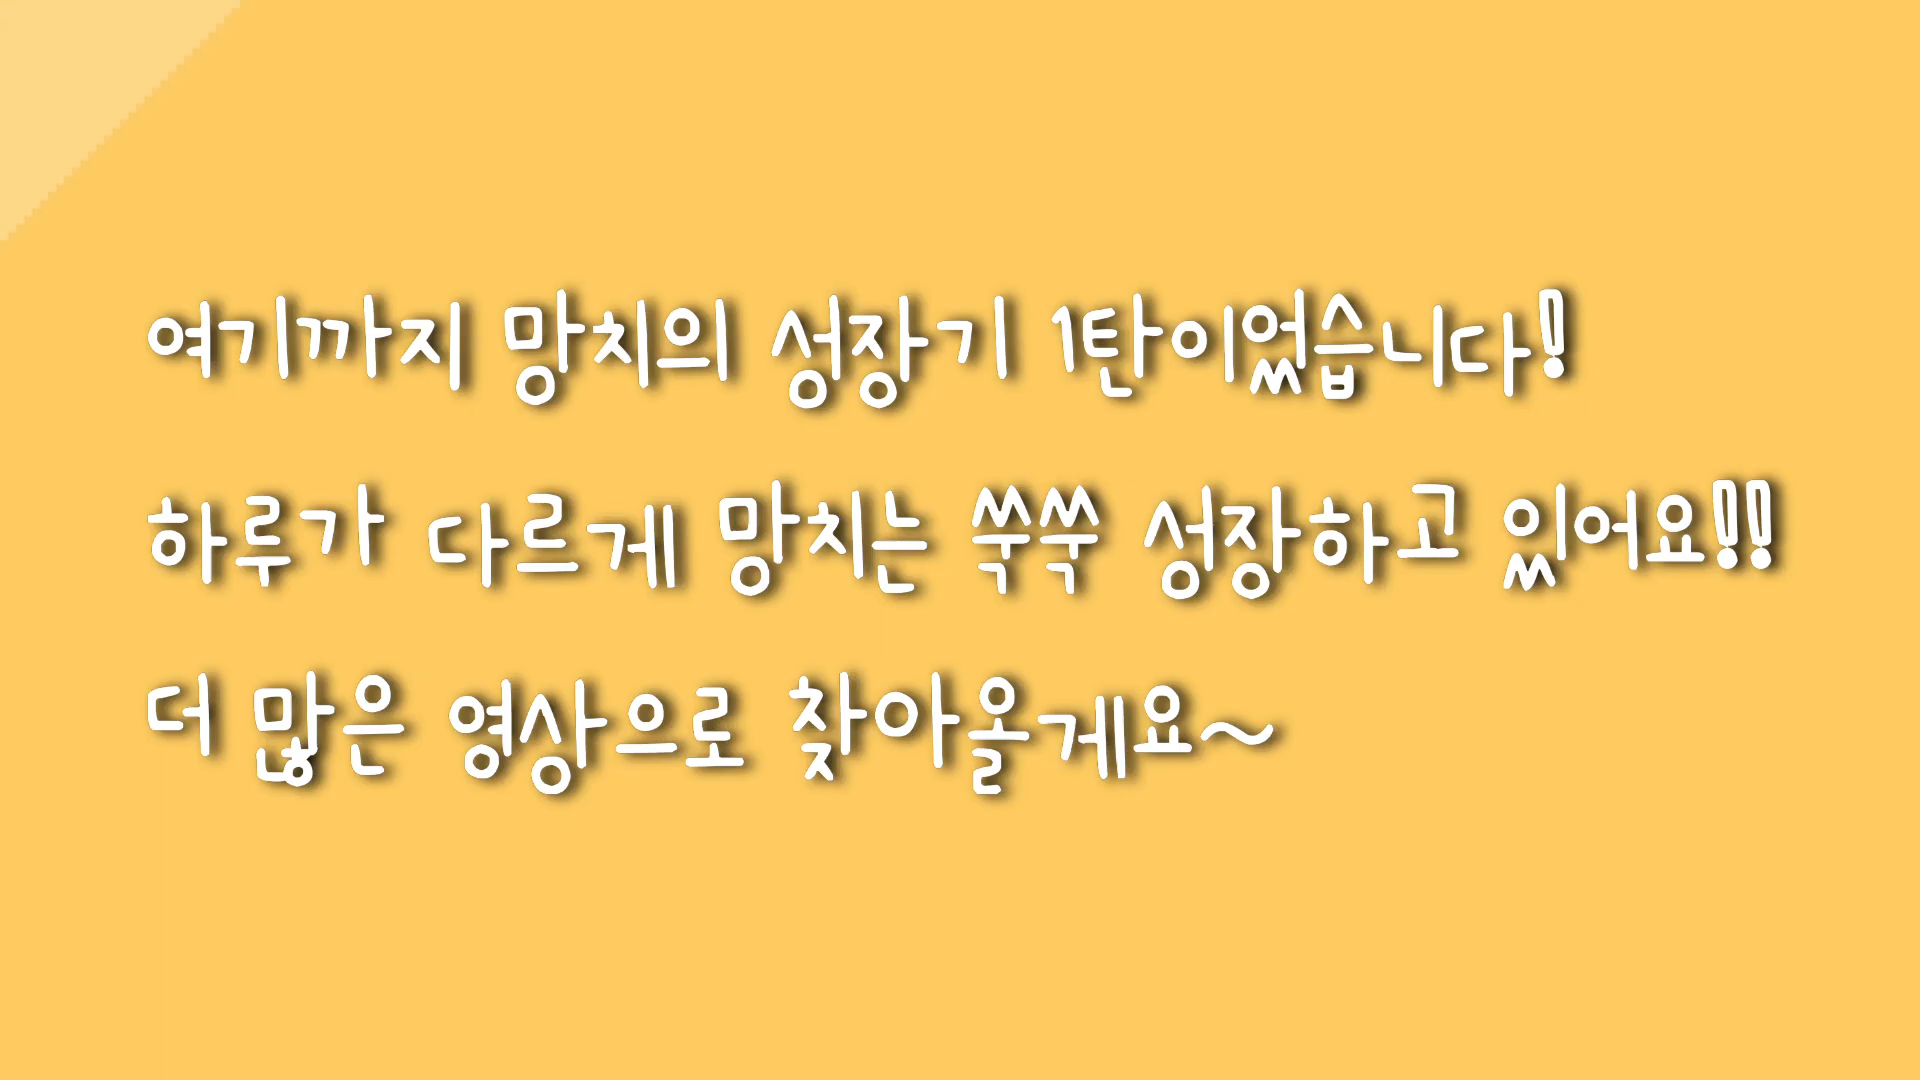 여기까지 망치의 성장기 1탄이었습니다!
하루가 다르게 망치는 쑥쑥 성장하고 있어요!!
더 많은 영상으로 찾아올게요~